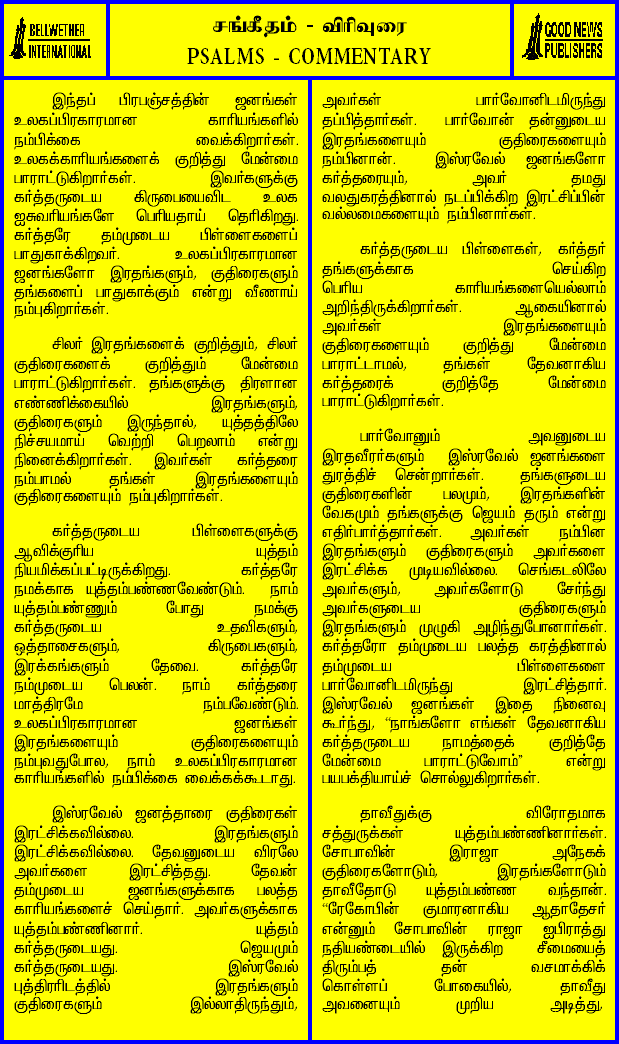 BELLWETHER
INTERNATIONAL
சங்கீதம் - விரிவுரை
PSALMS - COMMENTARY
GOOD NEWS
PUBLISHERS
இந்தப் பிரபஞ்சத்தின் ஜனங்கள்
உலகப்பிரகாரமான காரியங்களில்
நம்பிக்கை வைக்கிறார்கள்.
உலகக்காரியங்களைக் குறித்து மேன்மை
பாராட்டுகிறார்கள். இவர்களுக்கு
கர்த்தருடைய கிருபையைவிட உலக
ஐசுவரியங்களே பெரியதாய் தெரிகிறது.
கர்த்தரே தம்முடைய பிள்ளைகளைப்
பாதுகாக்கிறவர். உலகப்பிரகாரமான
ஜனங்களோ இரதங்களும், குதிரைகளும்
தங்களைப் பாதுகாக்கும் என்று வீணாய்
நம்புகிறார்கள்.
சிலர் இரதங்களைக் குறித்தும், சிலர்
குதிரைகளைக் குறித்தும் மேன்மை
பாராட்டுகிறார்கள். தங்களுக்கு திரளான
எண்ணிக்கையில் இரதங்களும்,
குதிரைகளும் இருந்தால், யுத்தத்திலே
நிச்சயமாய் வெற்றி பெறலாம் என்று
நினைக்கிறார்கள். இவர்கள் கர்த்தரை
நம்பாமல் தங்கள் இரதங்களையும்
குதிரைகளையும் நம்புகிறார்கள்.
கர்த்தருடைய பிள்ளைகளுக்கு
ஆவிக்குரிய யுத்தம்
நியமிக்கப்பட்டிருக்கிறது. கர்த்தரே
நமக்காக யுத்தம்பண்ணவேண்டும். நாம்
யுத்தம்பண்ணும் போது நமக்கு
கர்த்தருடைய உதவிகளும்,
ஒத்தாசைகளும், கிருபைகளும்,
இரக்கங்களும் தேவை. கர்த்தரே
நம்முடைய பெலன். நாம் கர்த்தரை
மாத்திரமே நம்பவேண்டும்.
உலகப்பிரகாரமான ஜனங்கள்
இரதங்களையும் குதிரைகளையும்
நம்புவதுபோல, நாம் உலகப்பிரகாரமான
காரியங்களில் நம்பிக்கை வைக்கக்கூடாது.
இஸ்ரவேல் ஜனத்தாரை குதிரைகள்
இரட்சிக்கவில்லை. இரதங்களும்
இரட்சிக்கவில்லை. தேவனுடைய விரலே
அவர்களை இரட்சித்தது. தேவன்
தம்முடைய ஜனங்களுக்காக பலத்த
காரியங்களைச் செய்தார். அவர்களுக்காக
யுத்தம்பண்ணினார். யுத்தம்
கர்த்தருடையது. ஜெயமும்
கர்த்தருடையது. இஸ்ரவேல்
புத்திரரிடத்தில் இரதங்களும்
குதிரைகளும் இல்லாதிருந்தும்,
அவர்கள் பார்வோனிடமிருந்து
தப்பித்தார்கள். பார்வோன் தன்னுடைய
இரதங்களையும் குதிரைகளையும்
நம்பினான். இஸ்ரவேல் ஜனங்களோ
கர்த்தரையும், அவர் தமது
வலதுகரத்தினால் நடப்பிக்கிற இரட்சிப்பின்
வல்லமைகளையும் நம்பினார்கள்.
கர்த்தருடைய பிள்ளைகள், கர்த்தர்
தங்களுக்காக செய்கிற
பெரிய காரியங்களையெல்லாம்
அறிந்திருக்கிறார்கள். ஆகையினால்
அவர்கள் இரதங்களையும்
குதிரைகளையும் குறித்து மேன்மை
பாராட்டாமல், தங்கள் தேவனாகிய
கர்த்தரைக் குறித்தே மேன்மை
பாராட்டுகிறார்கள்.
பார்வோனும் அவனுடைய
இரதவீரர்களும் இஸ்ரவேல் ஜனங்களை
துரத்திச் சென்றார்கள். தங்களுடைய
குதிரைகளின் பலமும், இரதங்களின்
வேகமும் தங்களுக்கு ஜெயம் தரும் என்று
எதிர்பார்த்தார்கள். அவர்கள் நம்பின
இரதங்களும் குதிரைகளும் அவர்களை
இரட்சிக்க முடியவில்லை. செங்கடலிலே
அவர்களும், அவர்களோடு சேர்ந்து
அவர்களுடைய குதிரைகளும்
இரதங்களும் முழுகி அழிந்துபோனார்கள்.
கர்த்தரோ தம்முடைய பலத்த கரத்தினால்
தம்முடைய பிள்ளைகளை
பார்வோனிடமிருந்து இரட்சித்தார்.
இஸ்ரவேல் ஜனங்கள் இதை நினைவு
கூர்ந்து, “நாங்களோ எங்கள் தேவனாகிய
கர்த்தருடைய நாமத்தைக் குறித்தே
மேன்மை பாராட்டுவோம்” என்று
பயபக்தியாய்ச் சொல்லுகிறார்கள்.
தாவீதுக்கு விரோதமாக
சத்துருக்கள் யுத்தம்பண்ணினார்கள்.
சோபாவின் இராஜா அநேகக்
குதிரைகளோடும், இரதங்களோடும்
தாவீதோடு யுத்தம்பண்ண வந்தான்.
“ரேகோபின் குமாரனாகிய ஆதாதேசர்
என்னும் சோபாவின் ராஜா ஐபிராத்து
நதியண்டையில் இருக்கிற சீமையைத்
திரும்பத் தன் வசமாக்கிக்
கொள்ளப் போகையில், தாவீது
அவனையும் முறிய அடித்து,